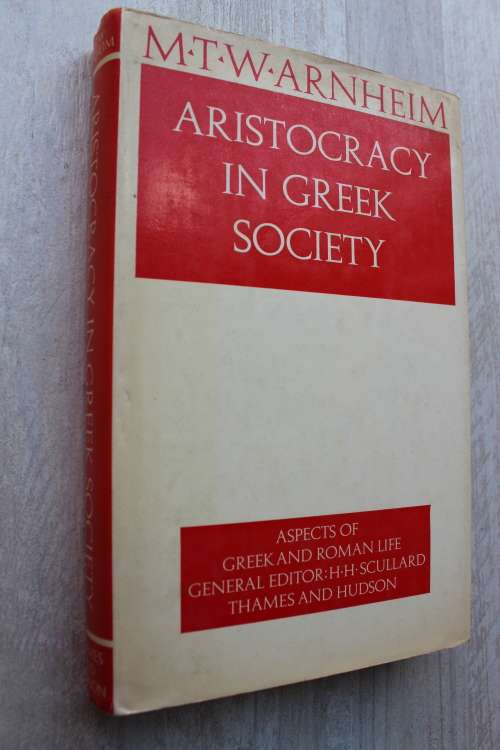 M·T·W·ARNHEIM
ARISTOCRACY
IN GREEK
SOCIETY
ASPECTS OF
GREEK AND ROMAN LIFE
GENERAL EDITOR: H·H·SCULLARD
THAMES AND HUDSON
ARISTOCRACY IN GREEK SOCIETY